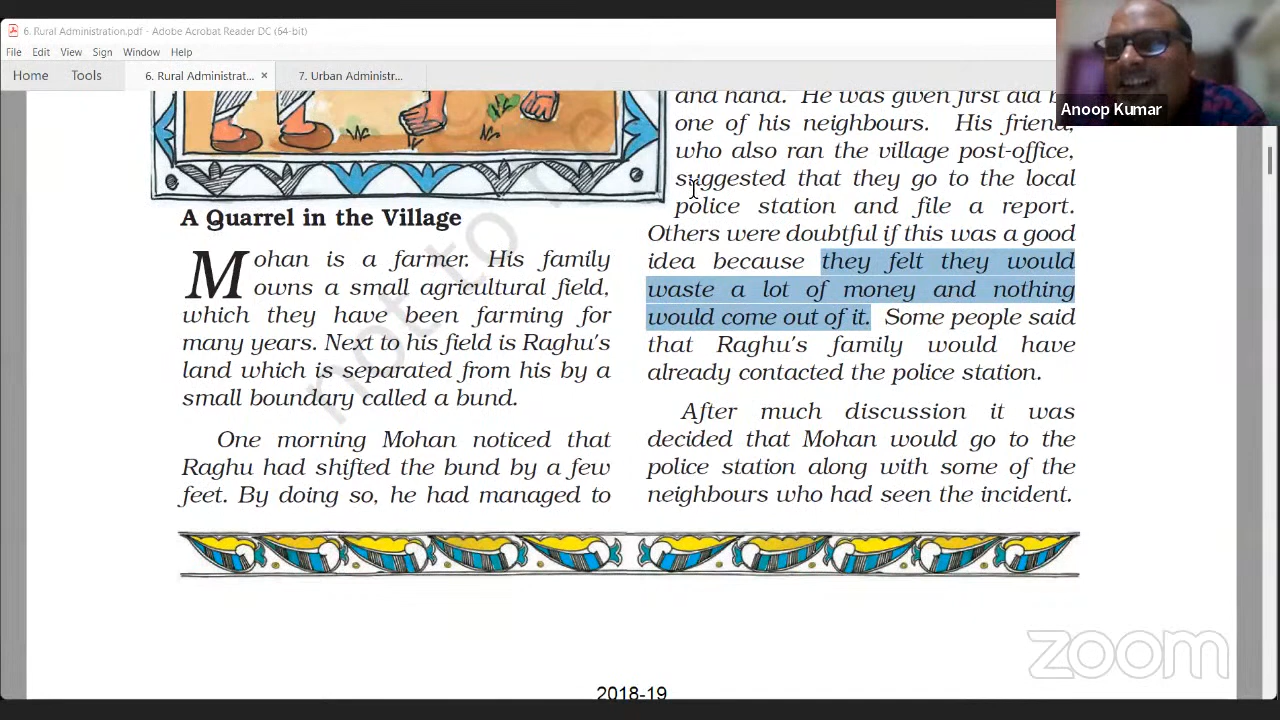 6. Rural Administration.pdf - Adobe Acrobat Reader DC (64-bit)
File Edit View Sign Window Help
Home Tools 6. Rural Administrat... × 7. Urban Administr...
Anoop Kumar
A Quarrel in the Village
Mohan is a farmer. His family
owns a small agricultural field,
which they have been farming for
many years. Next to his field is Raghu's
land which is separated from his by a
small boundary called a bund.
One morning Mohan noticed that
Raghu had shifted the bund by a few
feet. By doing so, he had managed to
and hand. He was given first aid
one of his neighbours. His friend,
who also ran the village post-office,
suggested that they go to the local
police station and file a report.
Others were doubtful if this was a good
idea because they felt they would
waste a lot of money and nothing
would come out of it. Some people said
that Raghu's family would have
already contacted the police station.
After much discussion it was
decided that Mohan would go to the
police station along with some of the
neighbours who had seen the incident.
not to be
2018-19
zoom